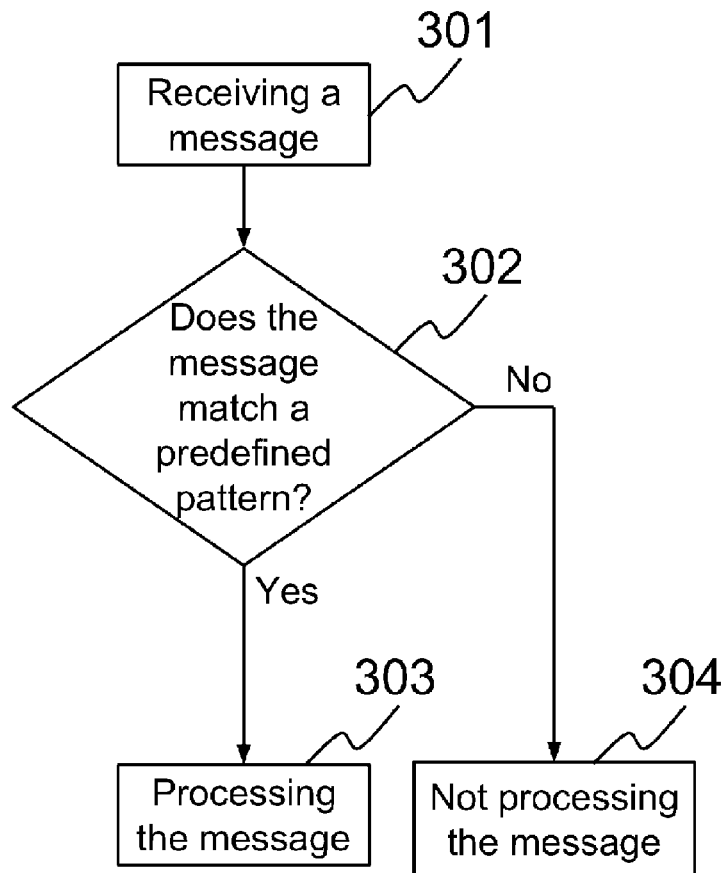 301
Receiving a
message
302
Does the
message
match a
predefined
pattern?
No
Yes
303
304
Processing
the message
Not processing
the message